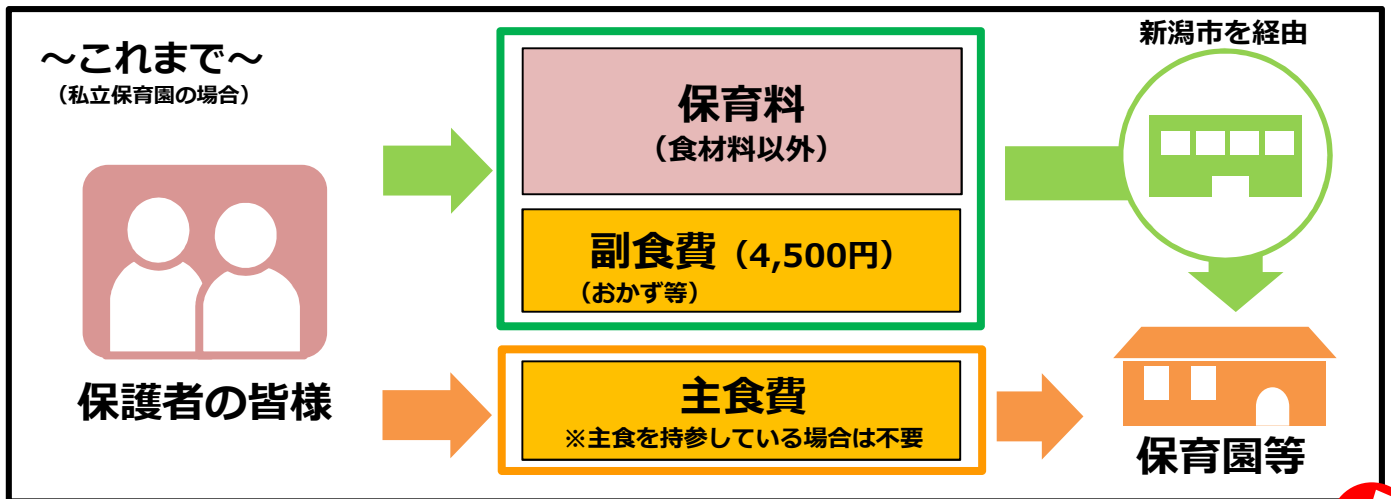 ~これまで~
（私立保育園の場合）
保護者の皆様
保育料
（食材料以外）
副食費（4,500円）
（おかず等）
主食費
※主食を持参している場合は不要
新潟市を経由
保育園等